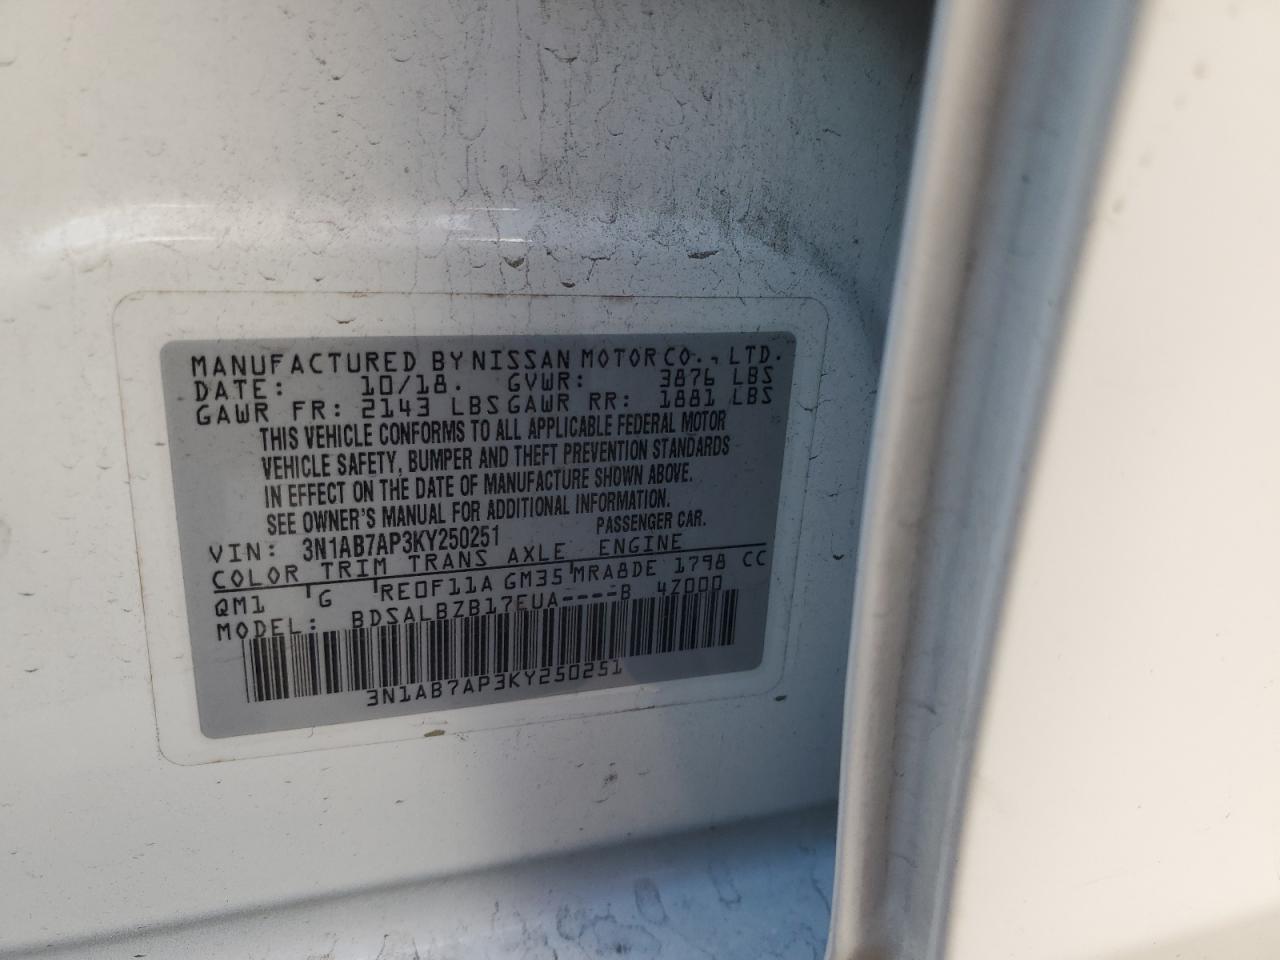 MANUFACTURED BY NISSAN MOTOR CO., LTD.
DATE: 10/18. GVWR: 3876 LBS
GAWR FR: 2143 LBS GAWR RR: 1881 LBS
THIS VEHICLE CONFORMS TO ALL APPLICABLE FEDERAL MOTOR
VEHICLE SAFETY, BUMPER AND THEFT PREVENTION STANDARDS
IN EFFECT ON THE DATE OF MANUFACTURE SHOWN ABOVE.
SEE OWNER'S MANUAL FOR ADDITIONAL INFORMATION.
VIN: 3N1AB7AP3KY250251 PASSENGER CAR.
COLOR TRIM TRANS AXLE ENGINE
QM1 G RE0F11A GM35 MRA8DE 1798 CC
MODEL: BDSALBZB17EUA----B 4Z000
3N1AB7AP3KY250251